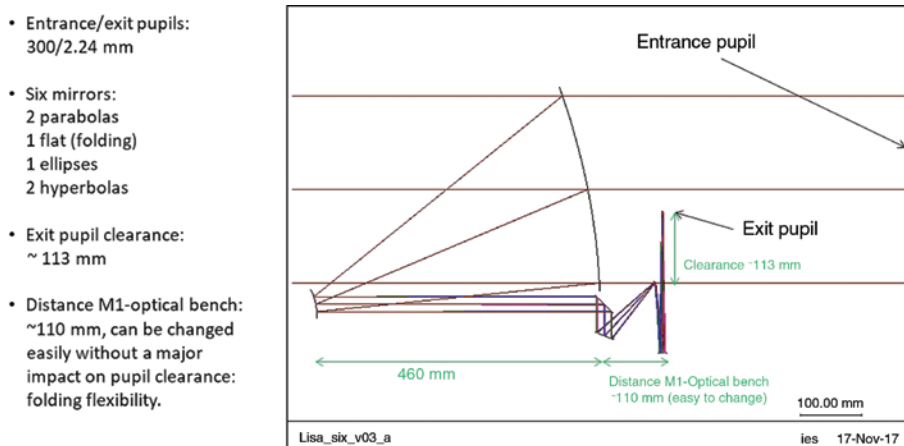 • Entrance/exit pupils:
300/2.24 mm
• Six mirrors:
2 parabolas
1 flat (folding)
1 ellipses
2 hyperbolas
• Exit pupil clearance:
~ 113 mm
• Distance M1-optical bench:
~110 mm, can be changed
easily without a major
impact on pupil clearance:
folding flexibility.
Entrance pupil
Exit pupil
Clearance ~113 mm
460 mm
Distance M1-Optical bench
~110 mm (easy to change)
100.00 mm
Lisa_six_v03_a
ies 17-Nov-17